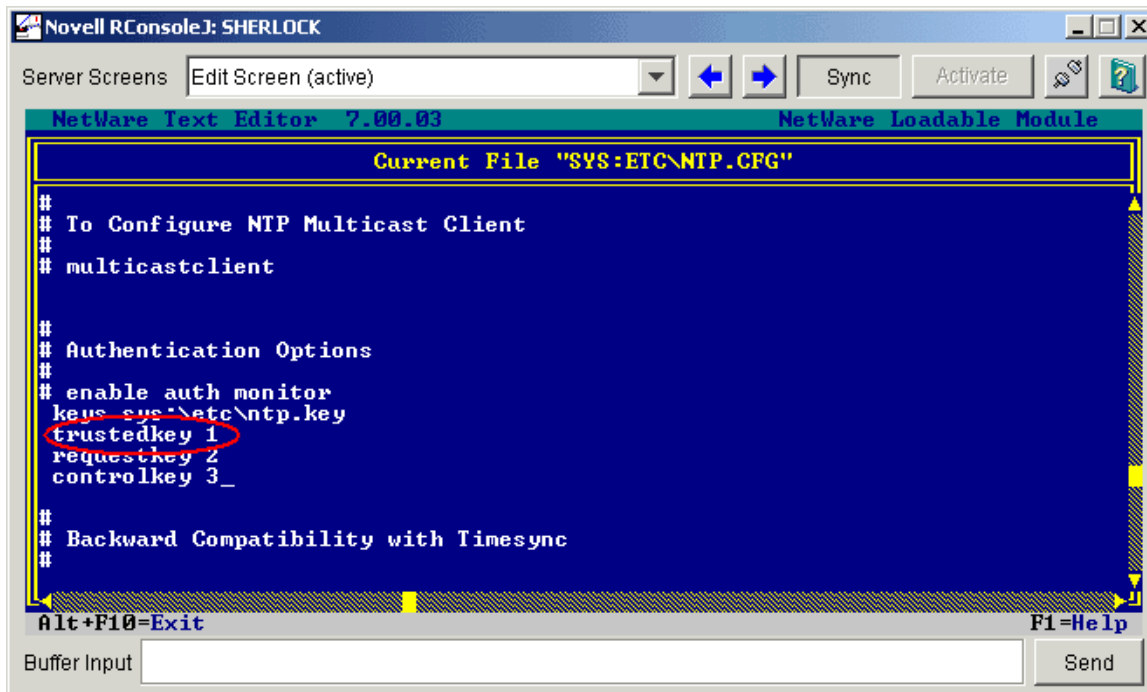 Novell RConsoleJ: SHERLOCK
Server Screens Edit Screen (active) Sync Activate
NetWare Text Editor 7.00.03 NetWare Loadable Module
Current File "SYS:ETC\NTP.CFG"
#
# To Configure NTP Multicast Client
#
# multicastclient
#
# Authentication Options
#
# enable auth monitor
keys sys:\etc\ntp.key
trustedkey 1
requestkey 2
controlkey 3_
#
# Backward Compatibility with Timesync
#
Alt+F10=Exit F1=Help
Buffer Input Send